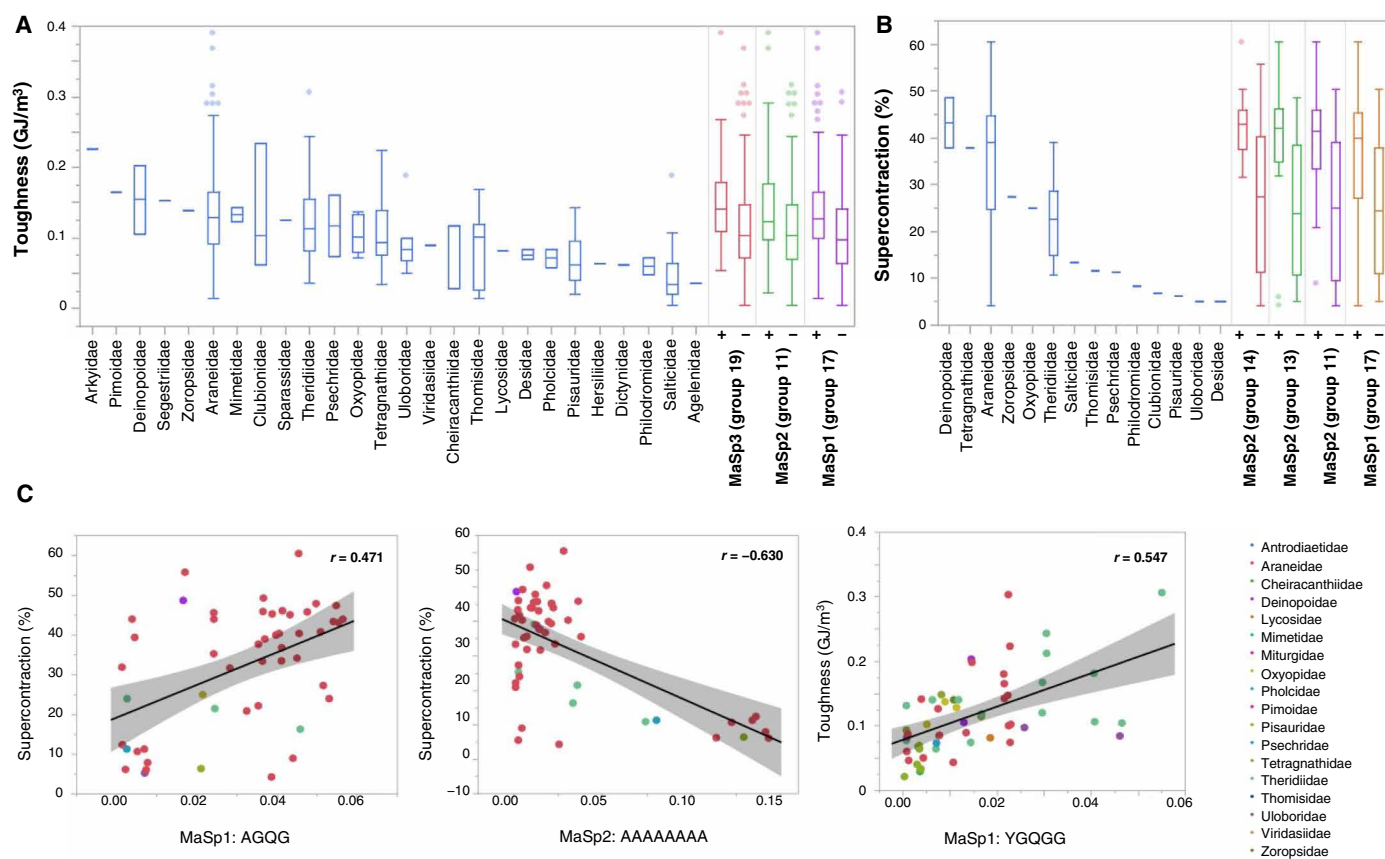 A
Toughness (GJ/m³)
0.4
0.3
0.2
0.1
0
Arkyidae
Pimoidae
Deinopoidae
Segestriidae
Zoropsidae
Araneidae
Mimetidae
Clubionidae
Sparassidae
Theridiidae
Psechridae
Oxyopidae
Tetragnathidae
Uloboridae
Viridasiidae
Cheiracanthiidae
Thomisidae
Lycosidae
Desidae
Pholcidae
Pisauridae
Hersiliidae
Dictynidae
Philodromidae
Salticidae
Agelenidae
+ − + − + −
MaSp3 (group 19)
MaSp2 (group 11)
MaSp1 (group 17)
B
Supercontraction (%)
60
50
40
30
20
10
0
Deinopoidae
Tetragnathidae
Araneidae
Zoropsidae
Oxyopidae
Theridiidae
Salticidae
Thomisidae
Psechridae
Philodromidae
Clubionidae
Pisauridae
Uloboridae
Desidae
+ − + − + − + −
MaSp2 (group 14)
MaSp2 (group 13)
MaSp2 (group 11)
MaSp1 (group 17)
C
Supercontraction (%)
60
50
40
30
20
10
0
r = 0.471
0.00 0.02 0.04 0.06
MaSp1: AGQG
Supercontraction (%)
60
50
40
30
20
10
0
−10
r = −0.630
0.00 0.05 0.10 0.15
MaSp2: AAAAAAAA
Toughness (GJ/m³)
0.4
0.3
0.2
0.1
0
r = 0.547
0.00 0.02 0.04 0.06
MaSp1: YGQGG
Antrodiaetidae
Araneidae
Cheiracanthiidae
Deinopoidae
Lycosidae
Mimetidae
Miturgidae
Oxyopidae
Pholcidae
Pimoidae
Pisauridae
Psechridae
Tetragnathidae
Theridiidae
Thomisidae
Uloboridae
Viridasiidae
Zoropsidae